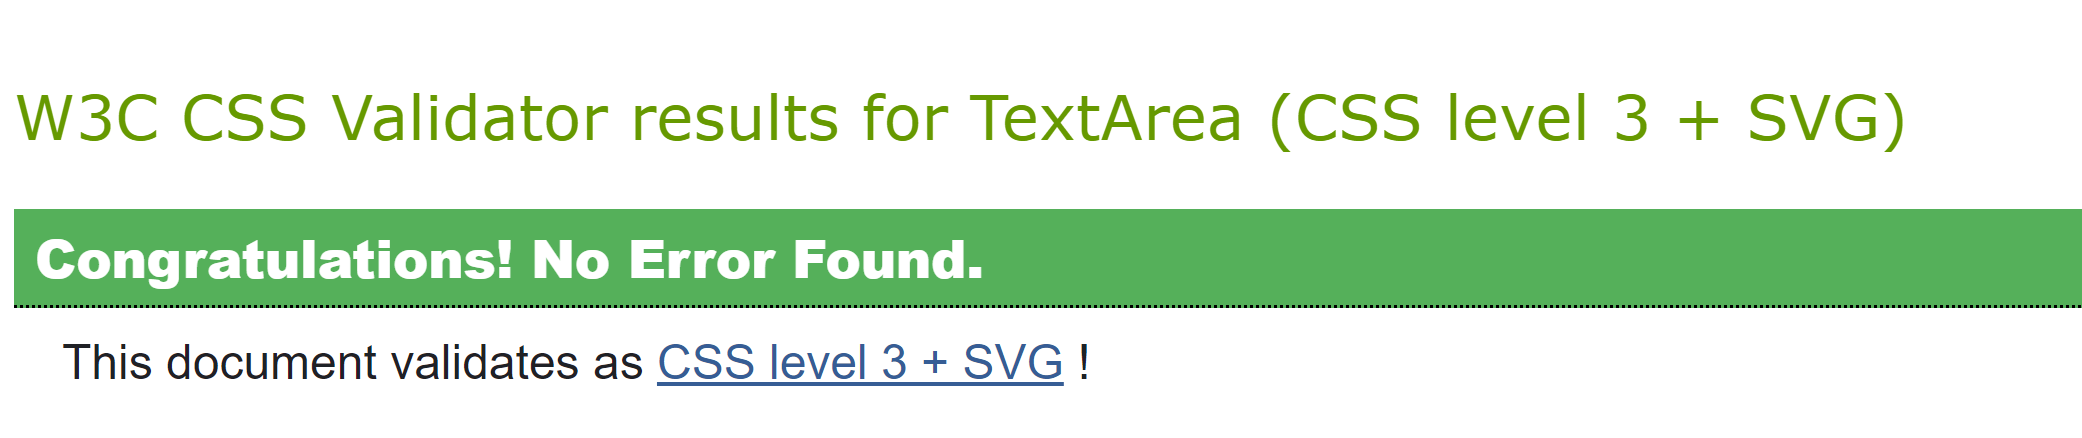 W3C CSS Validator results for TextArea (CSS level 3 + SVG)
Congratulations! No Error Found.
This document validates as CSS level 3 + SVG !